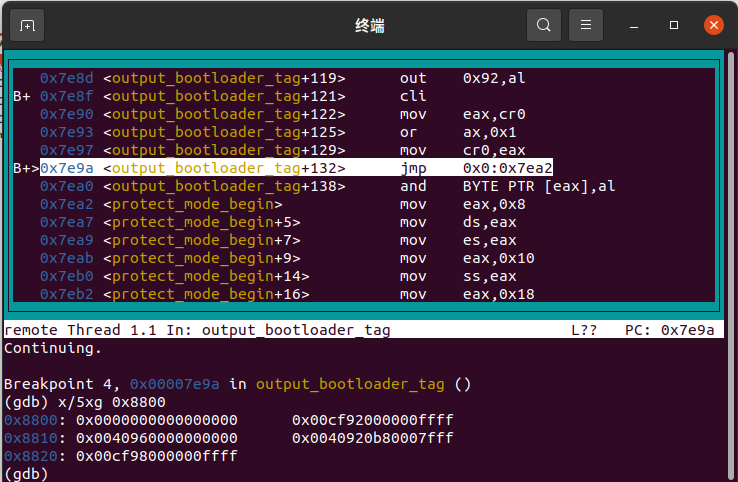 终端
0x7e8d <output_bootloader_tag+119> out 0x92,al
B+ 0x7e8f <output_bootloader_tag+121> cli
0x7e90 <output_bootloader_tag+122> mov eax,cr0
0x7e93 <output_bootloader_tag+125> or ax,0x1
0x7e97 <output_bootloader_tag+129> mov cr0,eax
B+>0x7e9a <output_bootloader_tag+132> jmp 0x0:0x7ea2
0x7ea0 <output_bootloader_tag+138> and BYTE PTR [eax],al
0x7ea2 <protect_mode_begin> mov eax,0x8
0x7ea7 <protect_mode_begin+5> mov ds,eax
0x7ea9 <protect_mode_begin+7> mov es,eax
0x7eab <protect_mode_begin+9> mov eax,0x10
0x7eb0 <protect_mode_begin+14> mov ss,eax
0x7eb2 <protect_mode_begin+16> mov eax,0x18
remote Thread 1.1 In: output_bootloader_tag L?? PC: 0x7e9a
Continuing.
Breakpoint 4, 0x00007e9a in output_bootloader_tag ()
(gdb) x/5xg 0x8800
0x8800: 0x0000000000000000 0x00cf92000000ffff
0x8810: 0x0040960000000000 0x0040920b80007fff
0x8820: 0x00cf98000000ffff
(gdb)